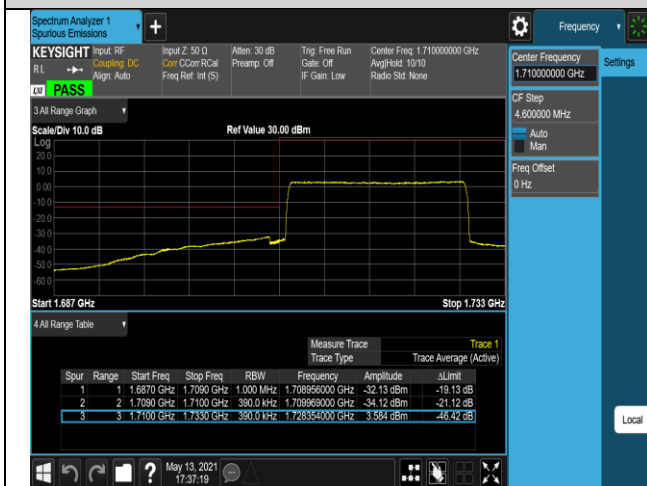 Spectrum Analyzer 1
Spurious Emissions
+
Frequency
KEYSIGHT Input: RF Input Z: 50 Ω Atten: 30 dB Trig: Free Run Center Freq: 1.710000000 GHz
RL Coupling: DC Corr CCorr RCal Preamp: Off Gate: Off Avg|Hold: 10/10
Align: Auto Freq Ref: Int (S) IF Gain: Low Radio Std: None
LXI PASS
Center Frequency
1.710000000 GHz
Settings
CF Step
4.600000 MHz
Auto
Man
Freq Offset
0 Hz
Local
3 All Range Graph
Scale/Div 10.0 dB Ref Value 30.00 dBm
Log
20.0
10.0
0.00
-10.0
-20.0
-30.0
-40.0
-50.0
-60.0
Start 1.687 GHz Stop 1.733 GHz
4 All Range Table
Measure Trace Trace 1
Trace Type Trace Average (Active)
Spur Range Start Freq Stop Freq RBW Frequency Amplitude ΔLimit
1 1 1.6870 GHz 1.7090 GHz 1.000 MHz 1.708956000 GHz -32.13 dBm -19.13 dB
2 2 1.7090 GHz 1.7100 GHz 390.0 kHz 1.709969000 GHz -34.12 dBm -21.12 dB
3 3 1.7100 GHz 1.7330 GHz 390.0 kHz 1.728354000 GHz 3.584 dBm -46.42 dB
? May 13, 2021
17:37:19